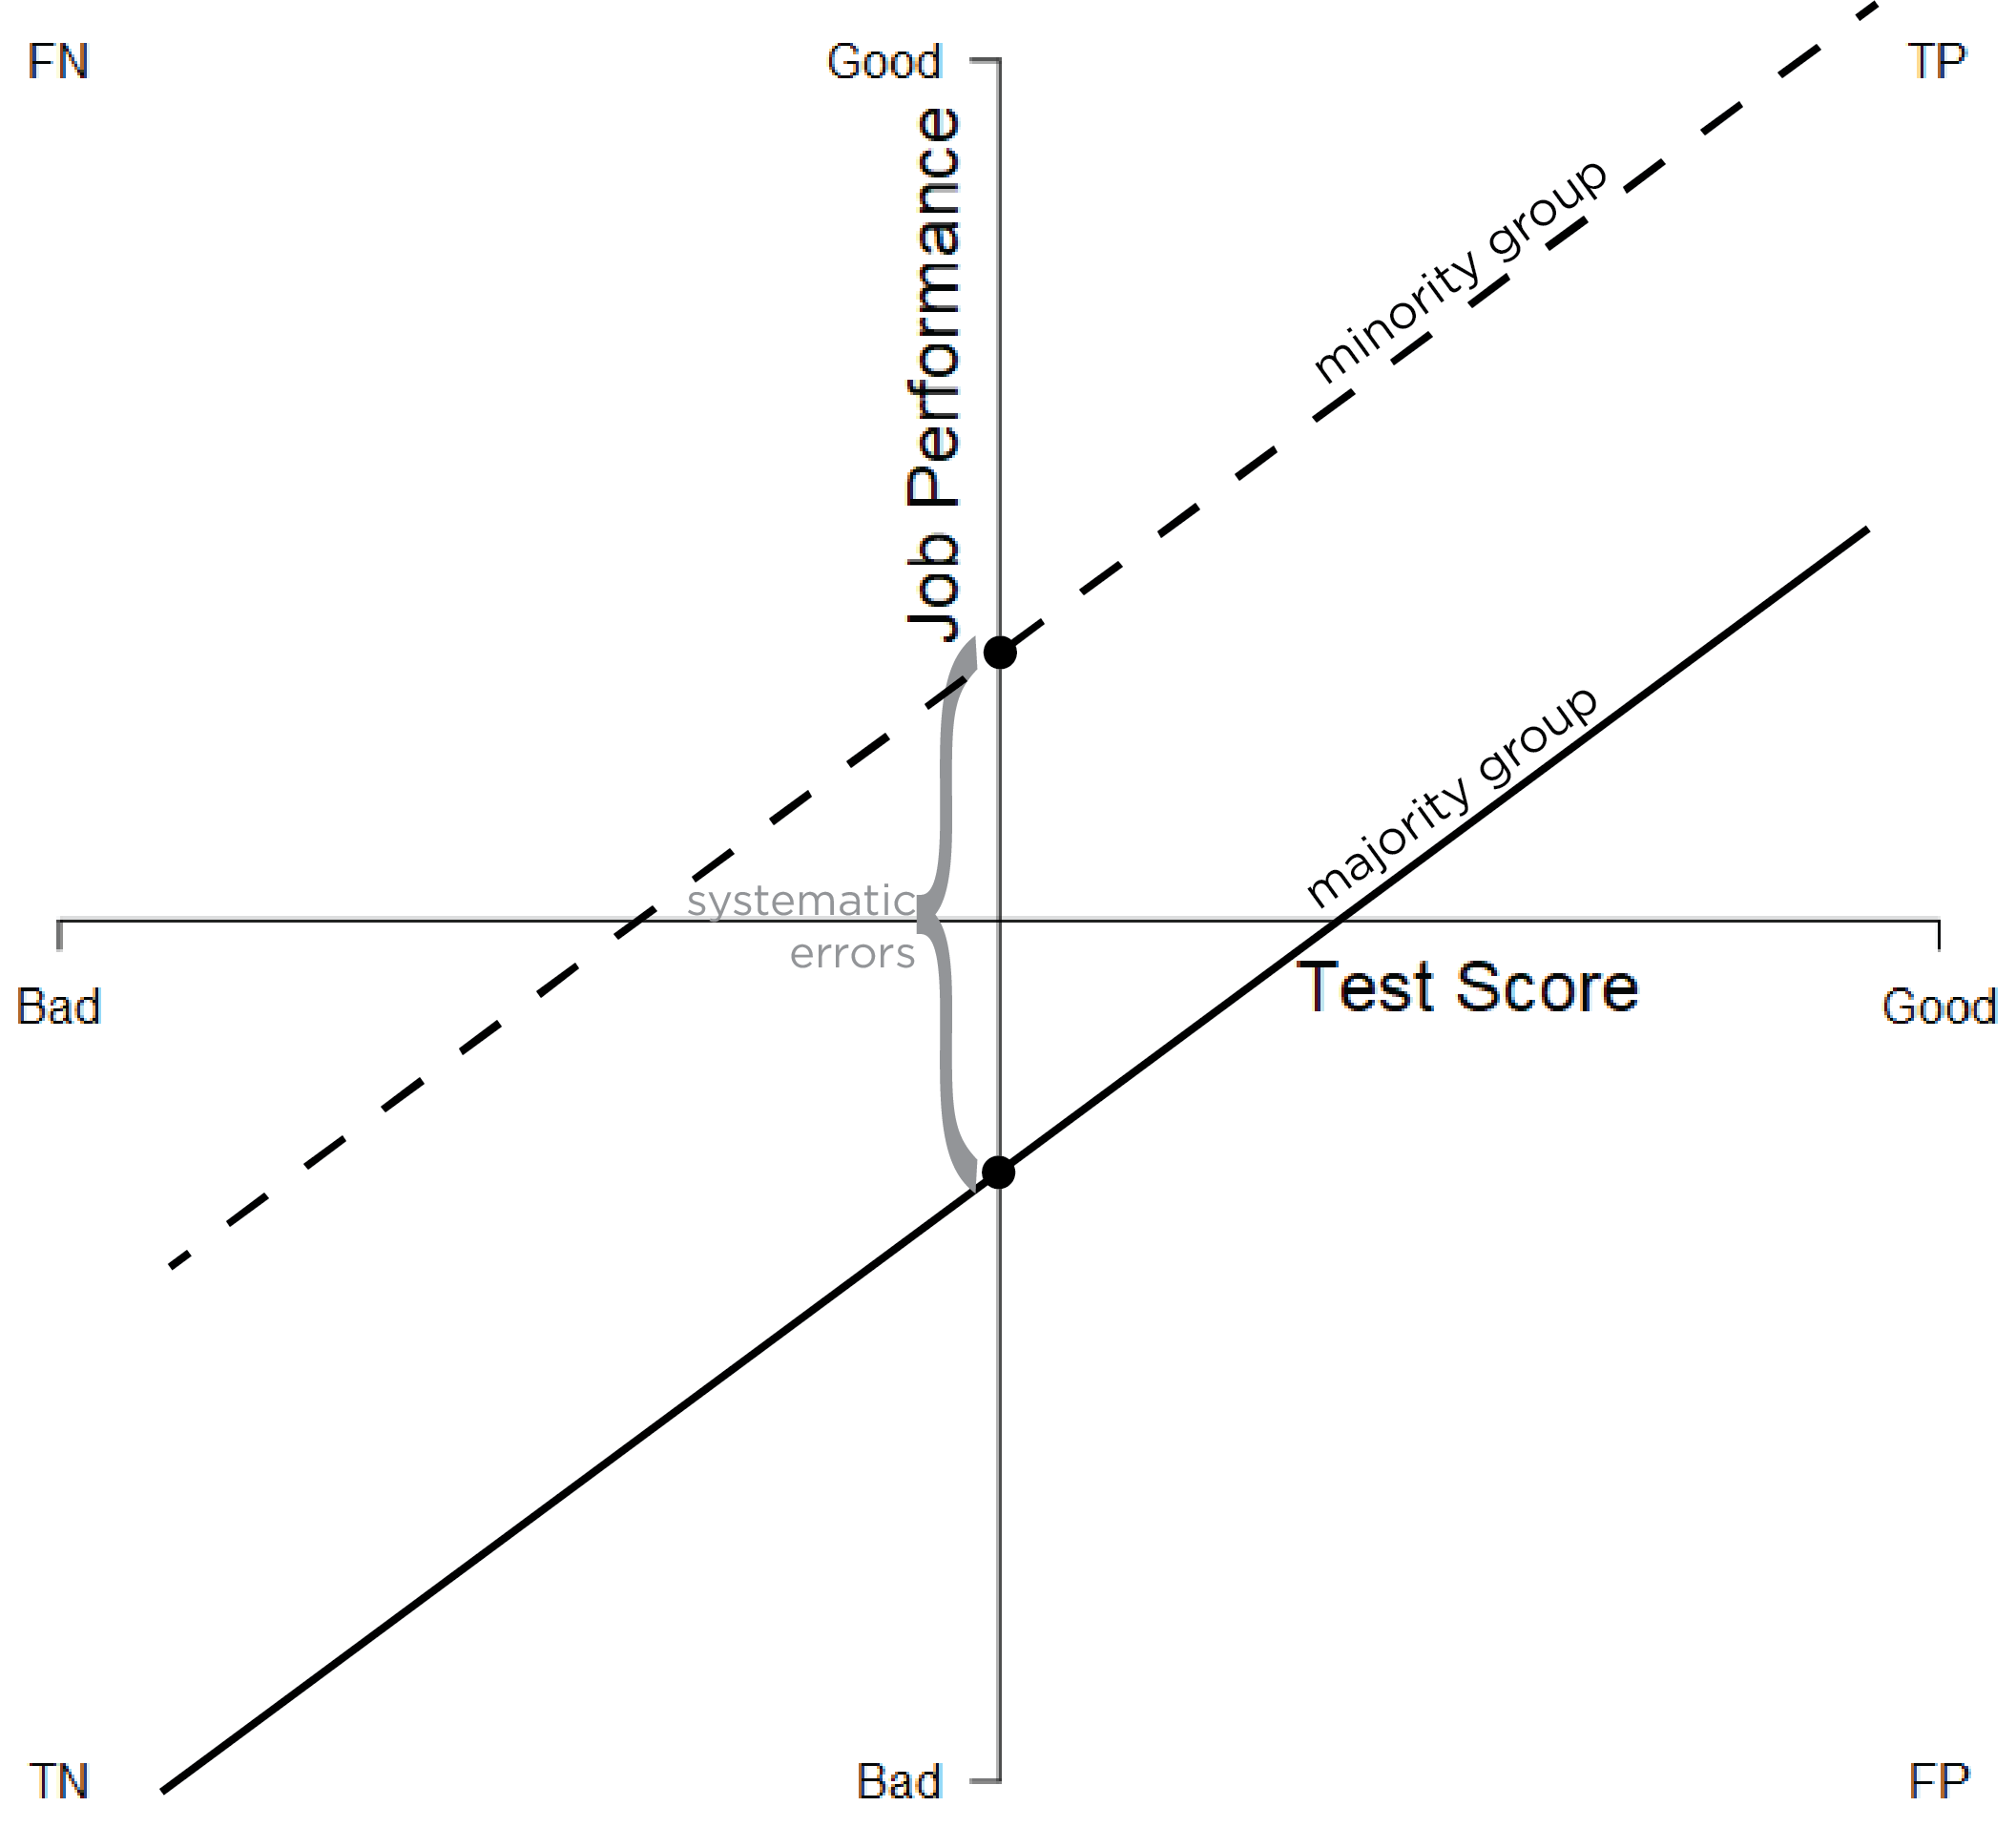 FN
Good
TP
Job Performance
minority group
majority group
systematic
errors
Bad
Test Score
Good
TN
Bad
FP